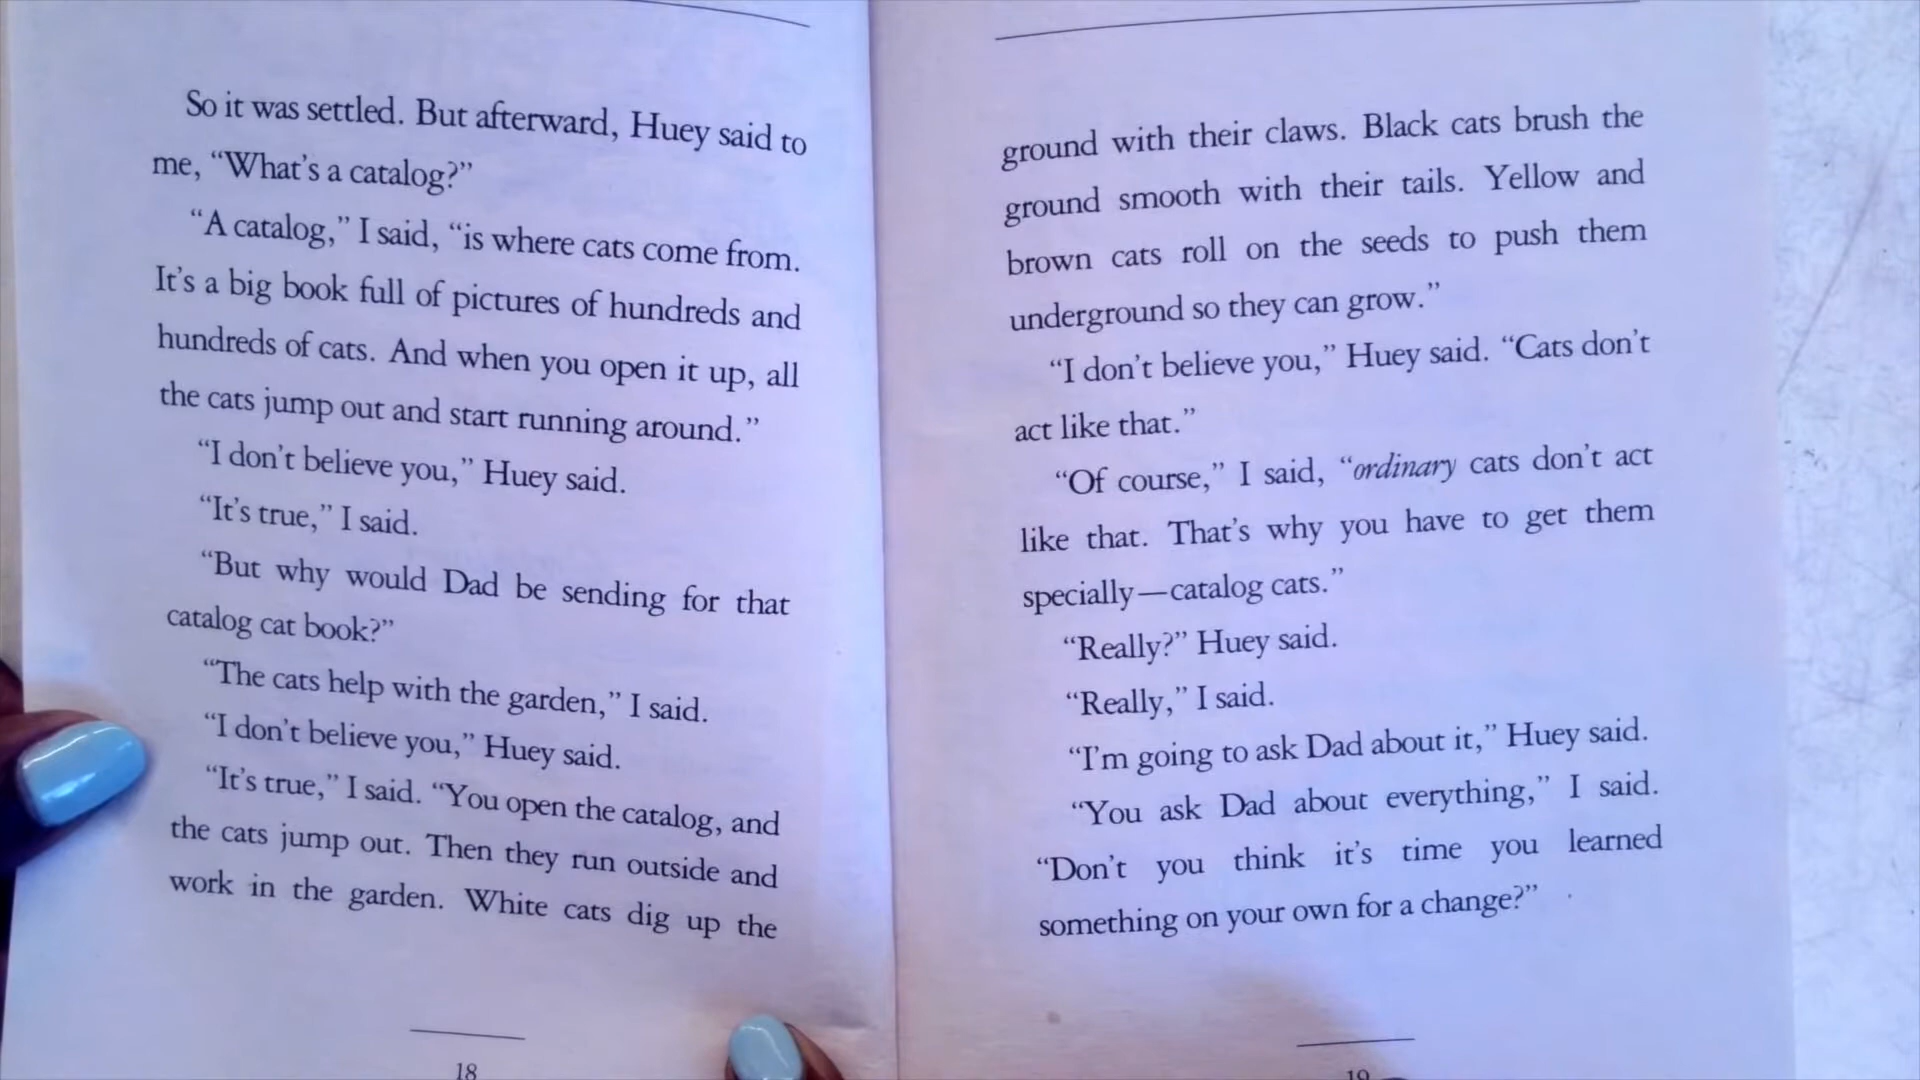 So it was settled. But afterward, Huey said to
me, “What’s a catalog?”
“A catalog,” I said, “is where cats come from.
It’s a big book full of pictures of hundreds and
hundreds of cats. And when you open it up, all
the cats jump out and start running around.”
“I don’t believe you,” Huey said.
“It’s true,” I said.
“But why would Dad be sending for that
catalog cat book?”
“The cats help with the garden,” I said.
“I don’t believe you,” Huey said.
“It’s true,” I said. “You open the catalog, and
the cats jump out. Then they run outside and
work in the garden. White cats dig up the
18
ground with their claws. Black cats brush the
ground smooth with their tails. Yellow and
brown cats roll on the seeds to push them
underground so they can grow.”
“I don’t believe you,” Huey said. “Cats don’t
act like that.”
“Of course,” I said, “ordinary cats don’t act
like that. That’s why you have to get them
specially—catalog cats.”
“Really?” Huey said.
“Really,” I said.
“I’m going to ask Dad about it,” Huey said.
“You ask Dad about everything,” I said.
“Don’t you think it’s time you learned
something on your own for a change?”
19